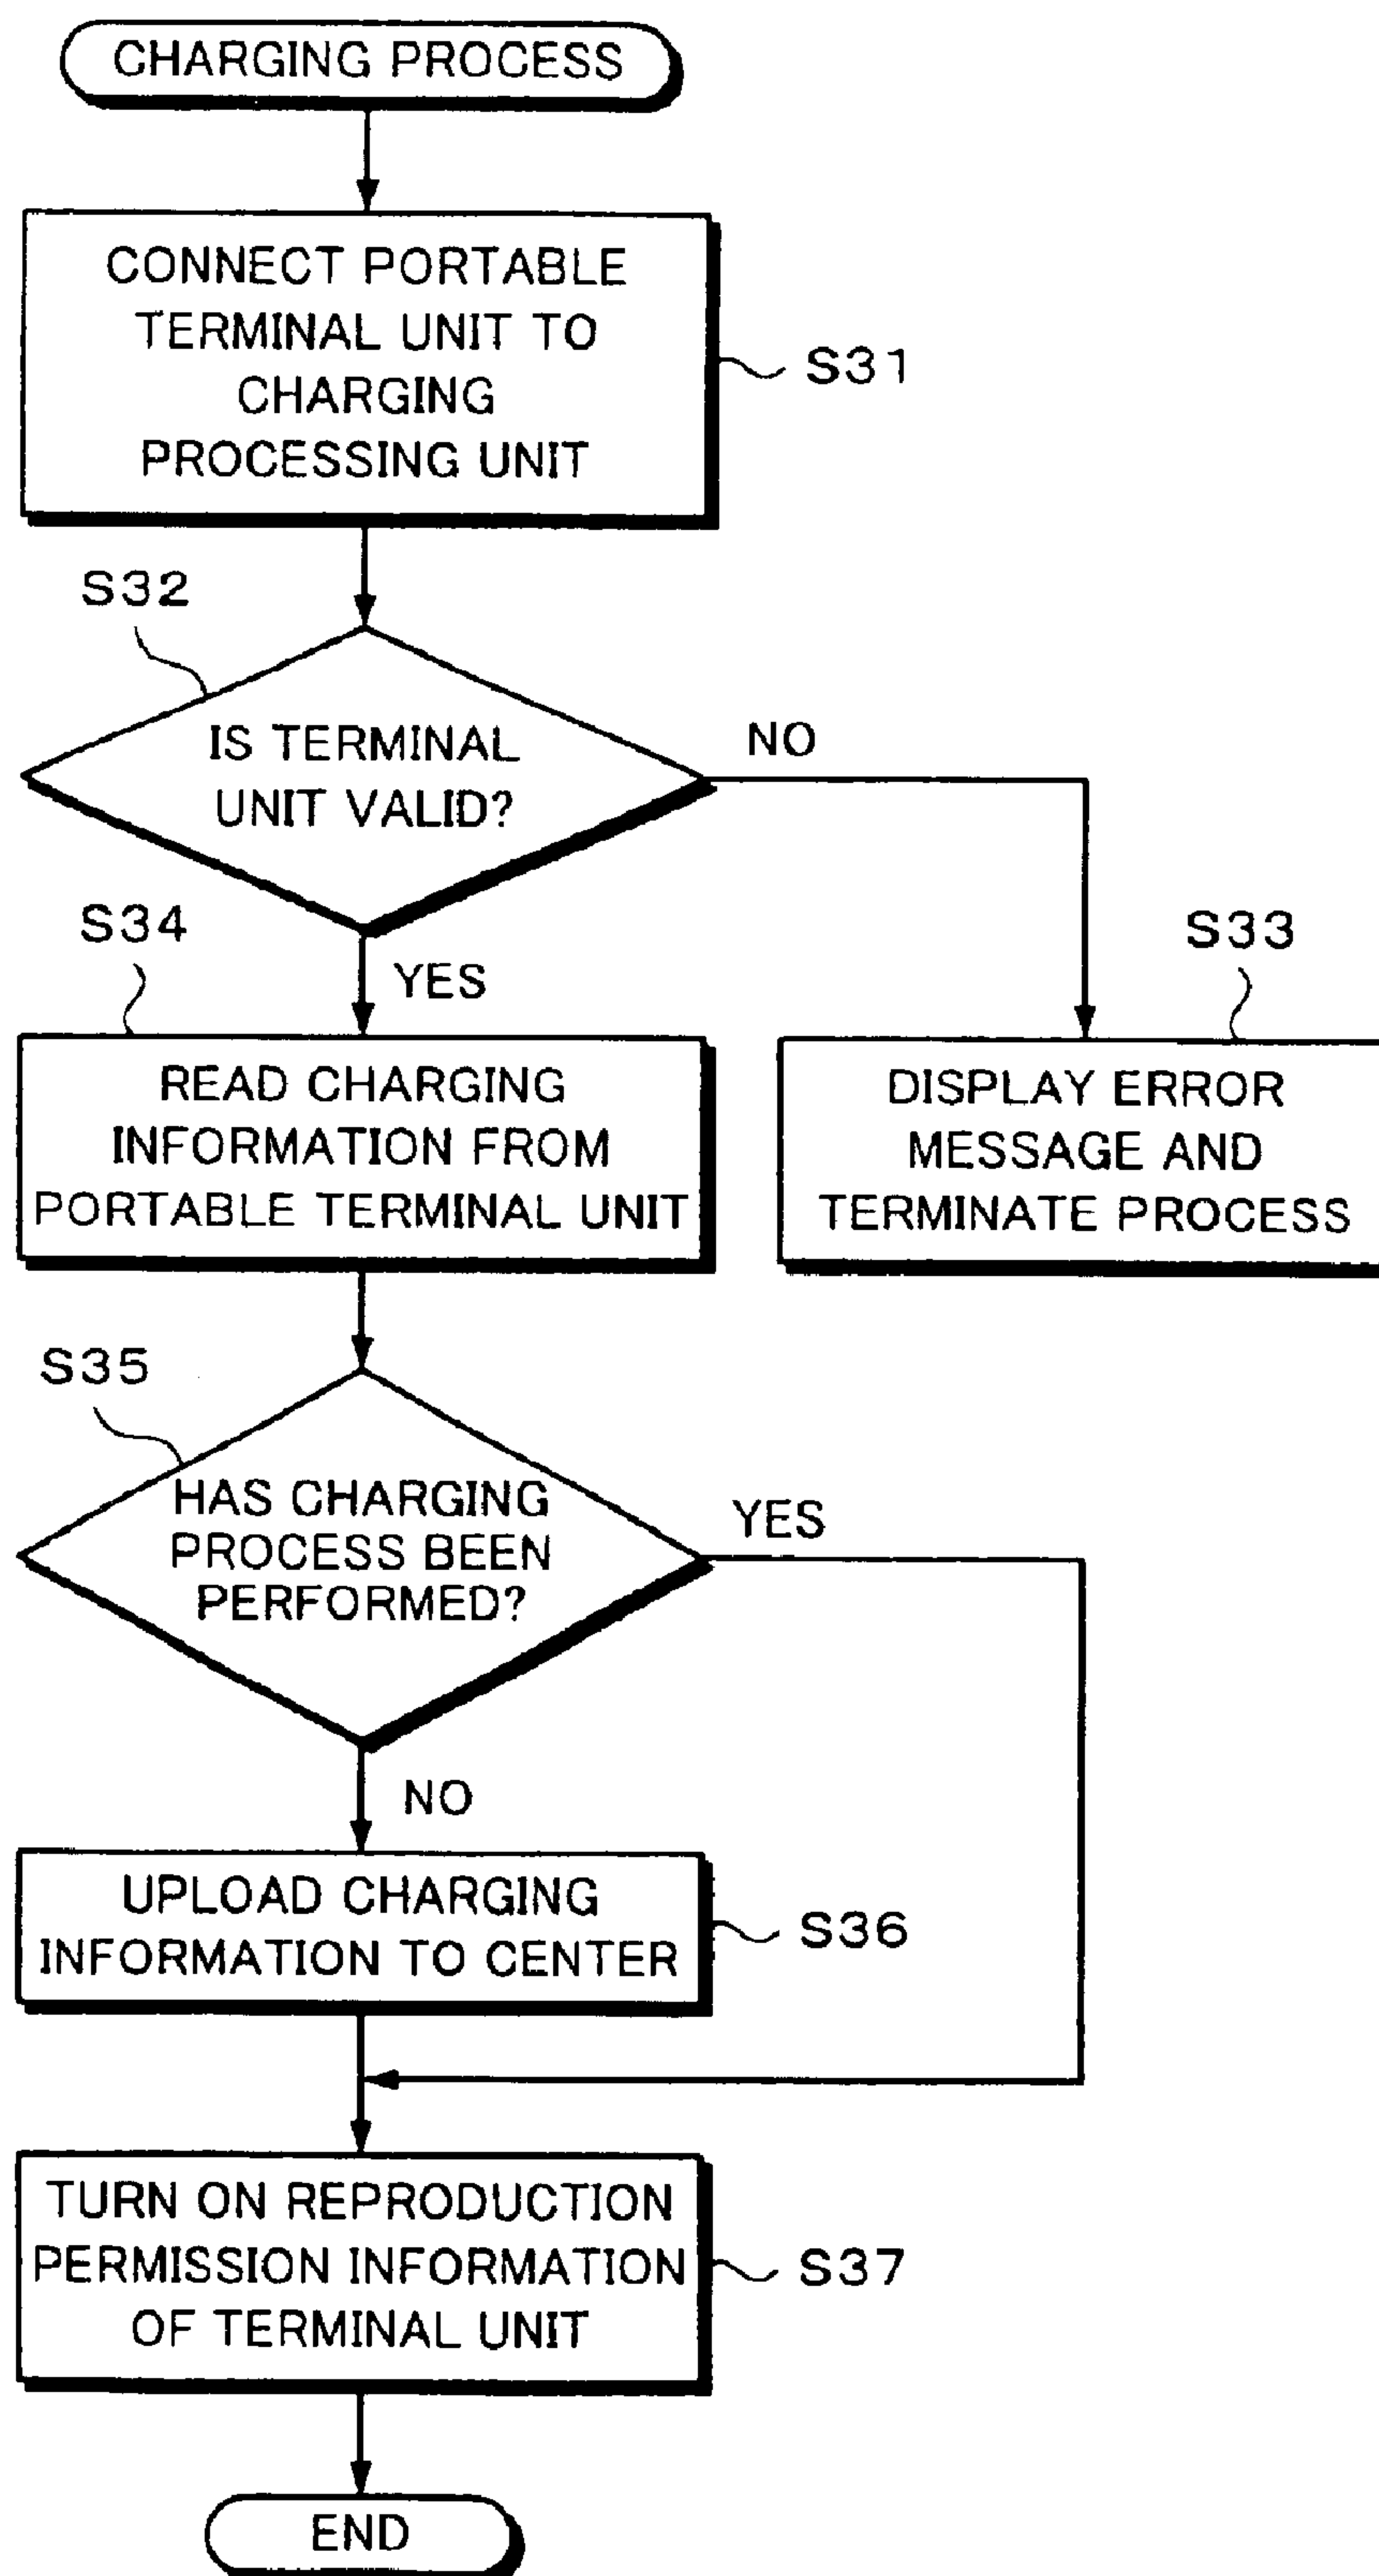 CHARGING PROCESS
CONNECT PORTABLE
TERMINAL UNIT TO
CHARGING
PROCESSING UNIT
S31
S32
IS TERMINAL
UNIT VALID?
NO
S34
YES
S33
READ CHARGING
INFORMATION FROM
PORTABLE TERMINAL UNIT
DISPLAY ERROR
MESSAGE AND
TERMINATE PROCESS
S35
HAS CHARGING
PROCESS BEEN
PERFORMED?
YES
NO
UPLOAD CHARGING
INFORMATION TO CENTER
S36
TURN ON REPRODUCTION
PERMISSION INFORMATION
OF TERMINAL UNIT
S37
END